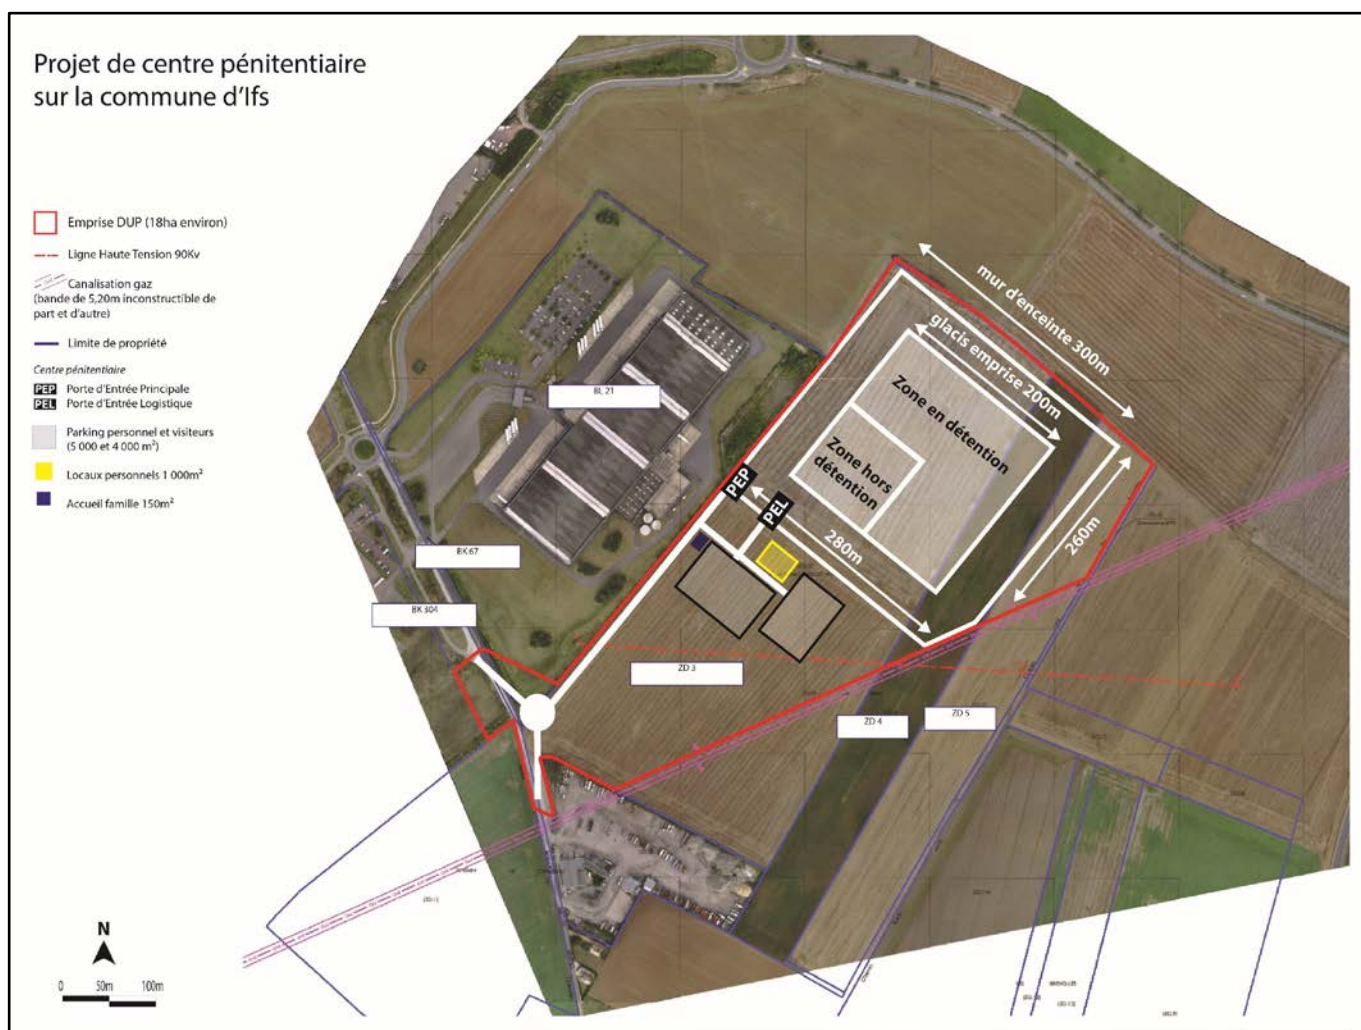 Projet de centre pénitentiaire
sur la commune d'Ifs
Emprise DUP (18ha environ)
Ligne Haute Tension 90Kv
Canalisation gaz
(bande de 5,20m inconstructible de
part et d'autre)
Limite de propriété
Centre pénitentiaire
PEP Porte d'Entrée Principale
PEL Porte d'Entrée Logistique
Parking personnel et visiteurs
(5 000 et 4 000 m²)
Locaux personnels 1 000m²
Accueil famille 150m²
mur d'enceinte 300m
glacis emprise 200m
Zone en détention
Zone hors
détention
BL 21
PEP
PEL
280m
260m
BK 67
BK 304
ZD 3
ZD 4
ZD 5
N
0 50m 100m